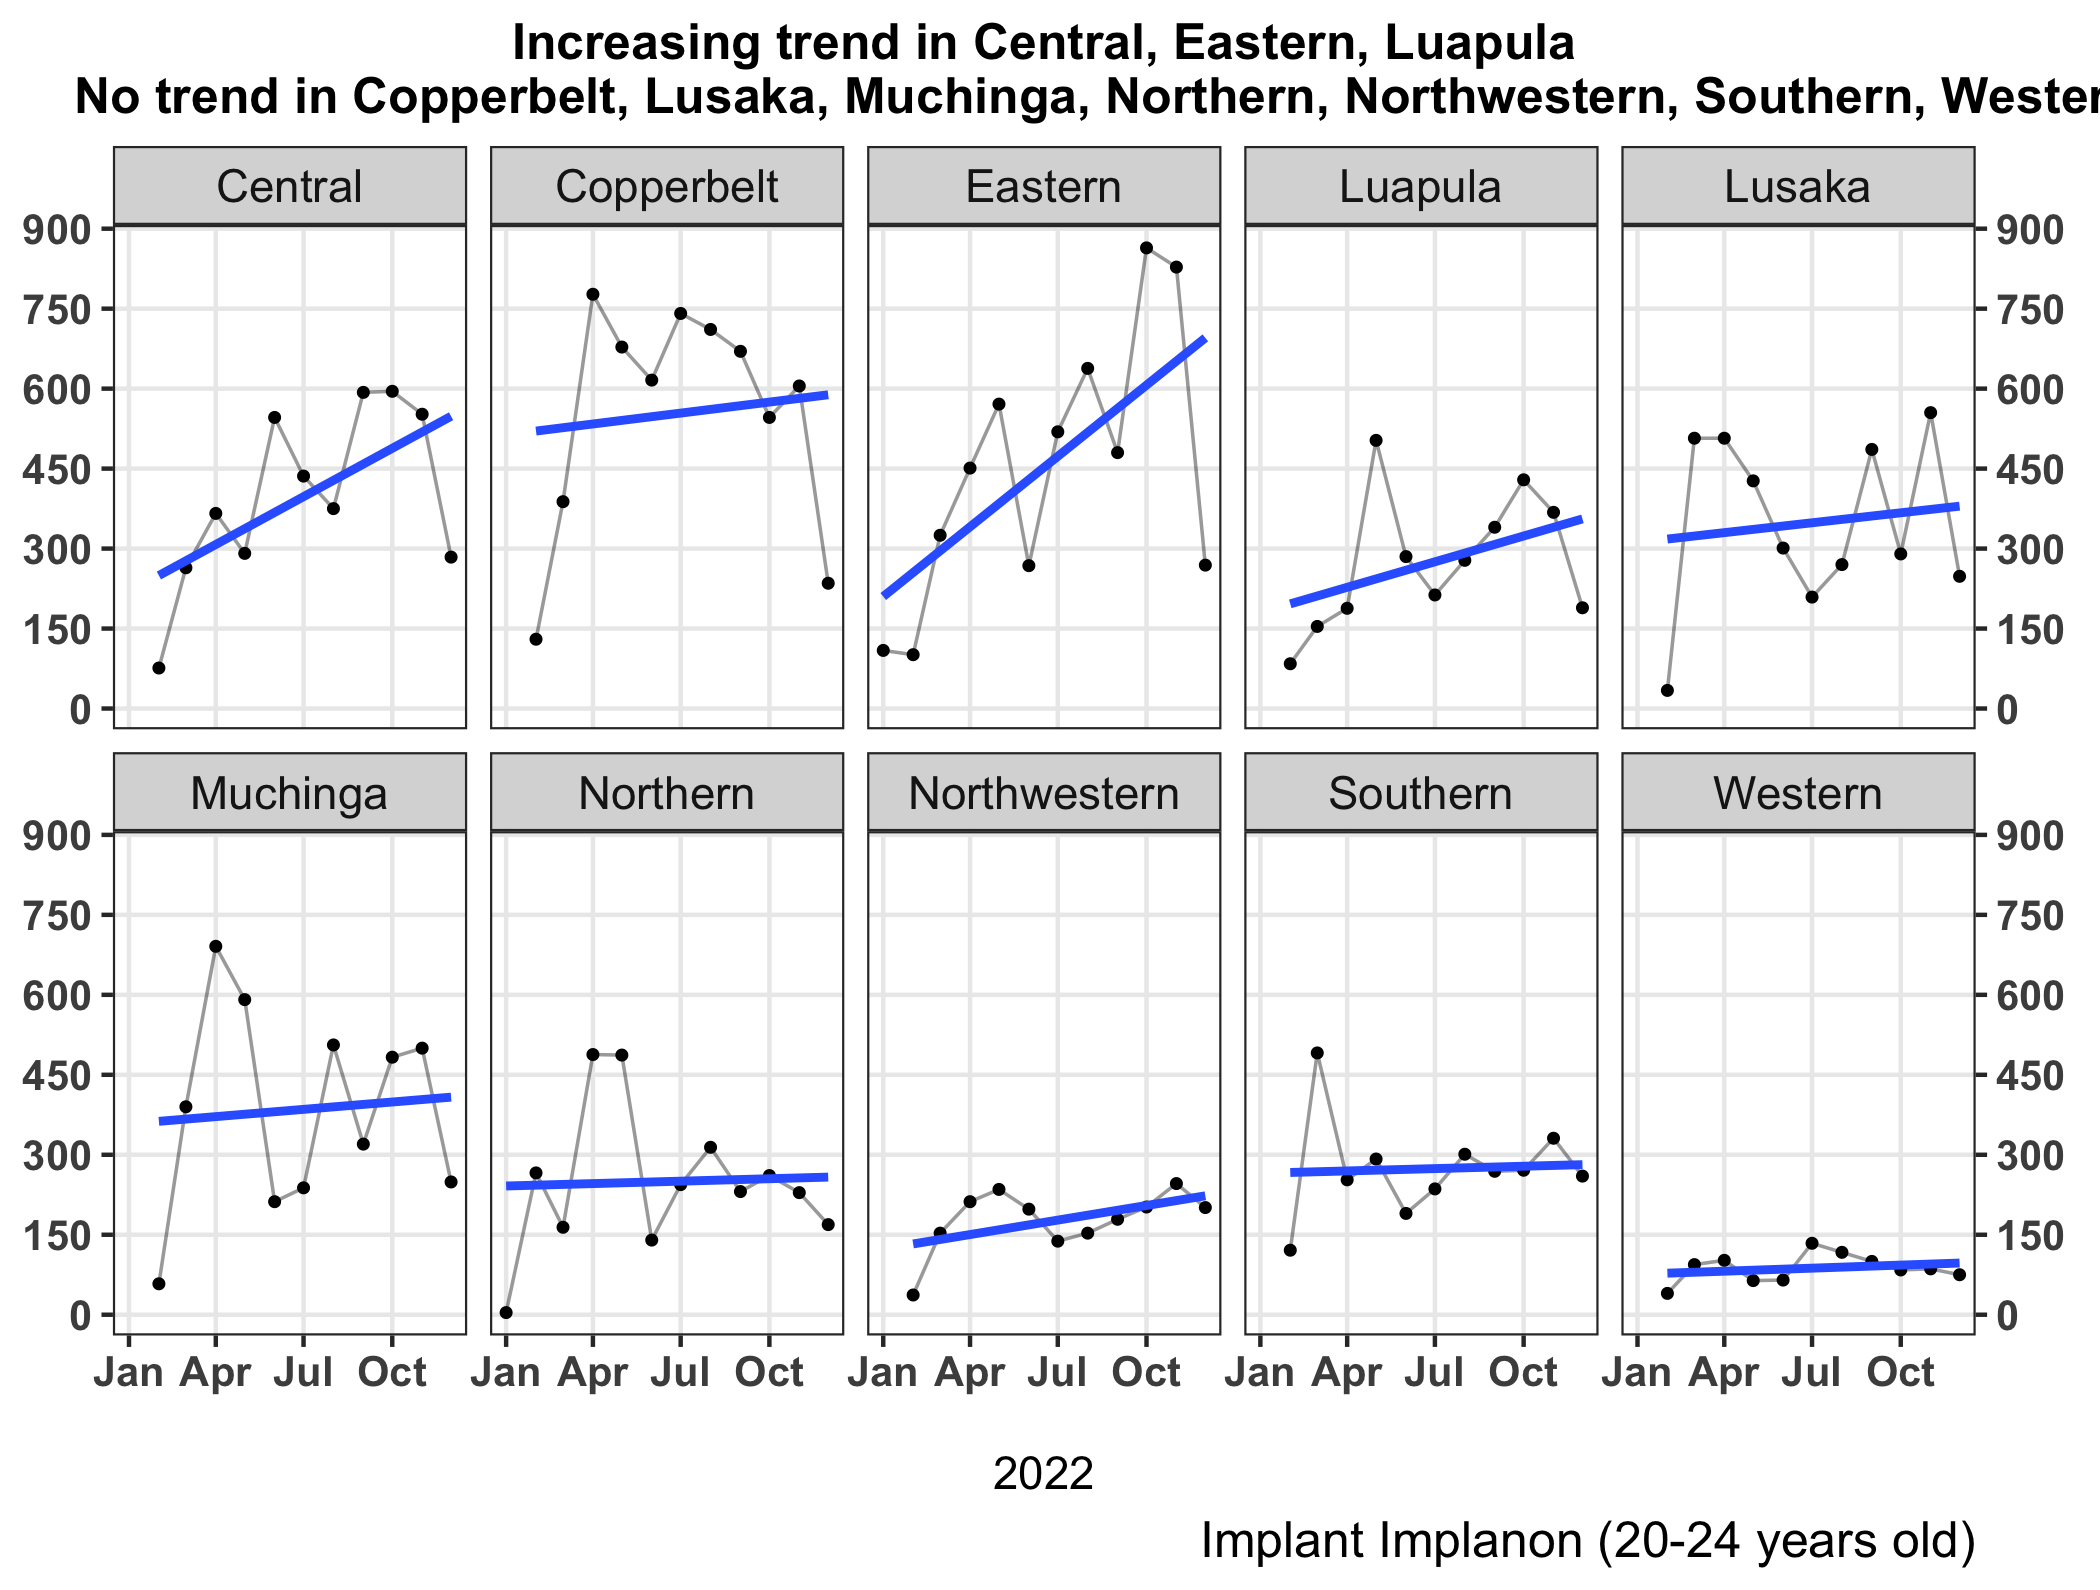 Increasing trend in Central, Eastern, Luapula
No trend in Copperbelt, Lusaka, Muchinga, Northern, Northwestern, Southern, Wester
Central Copperbelt Eastern Luapula Lusaka
900 900
750 750
600 600
450 450
300 300
150 150
0 0
Muchinga Northern Northwestern Southern Western
900 900
750 750
600 600
450 450
300 300
150 150
0 0
Jan Apr Jul Oct Jan Apr Jul Oct Jan Apr Jul Oct Jan Apr Jul Oct Jan Apr Jul Oct
2022
Implant Implanon (20-24 years old)